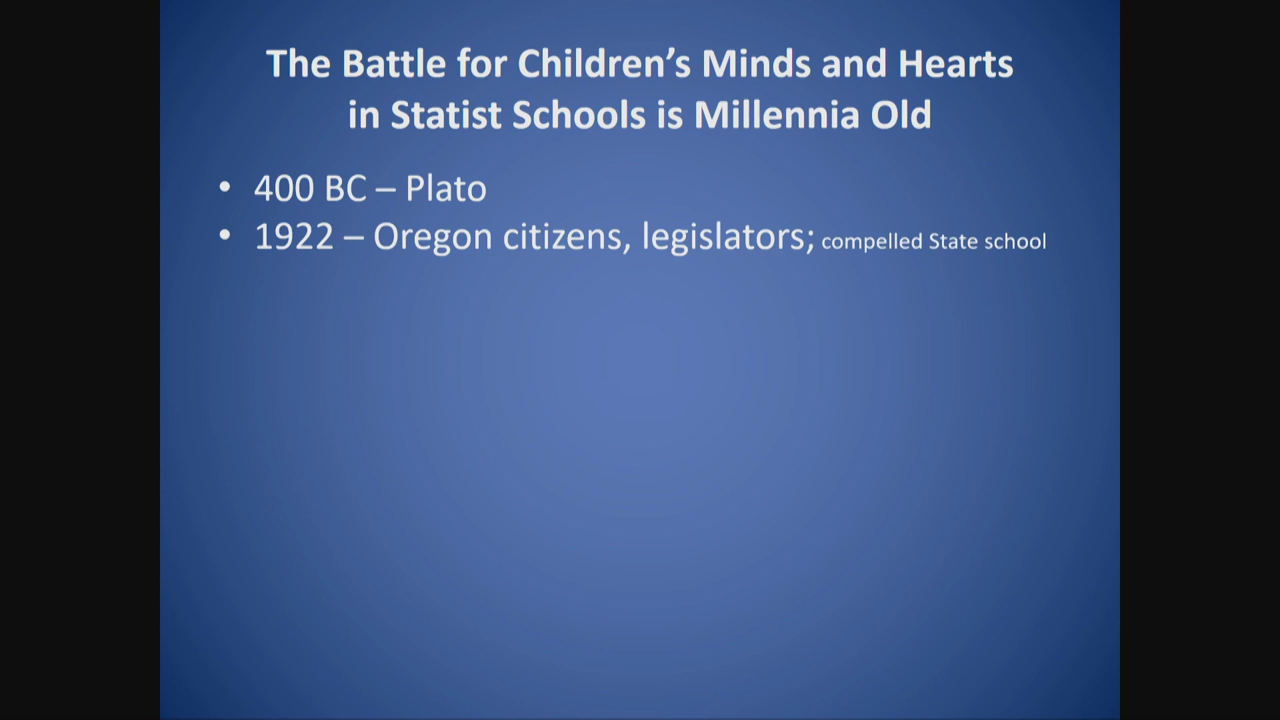 The Battle for Children’s Minds and Hearts
in Statist Schools is Millennia Old
• 400 BC – Plato
• 1922 – Oregon citizens, legislators; compelled State school